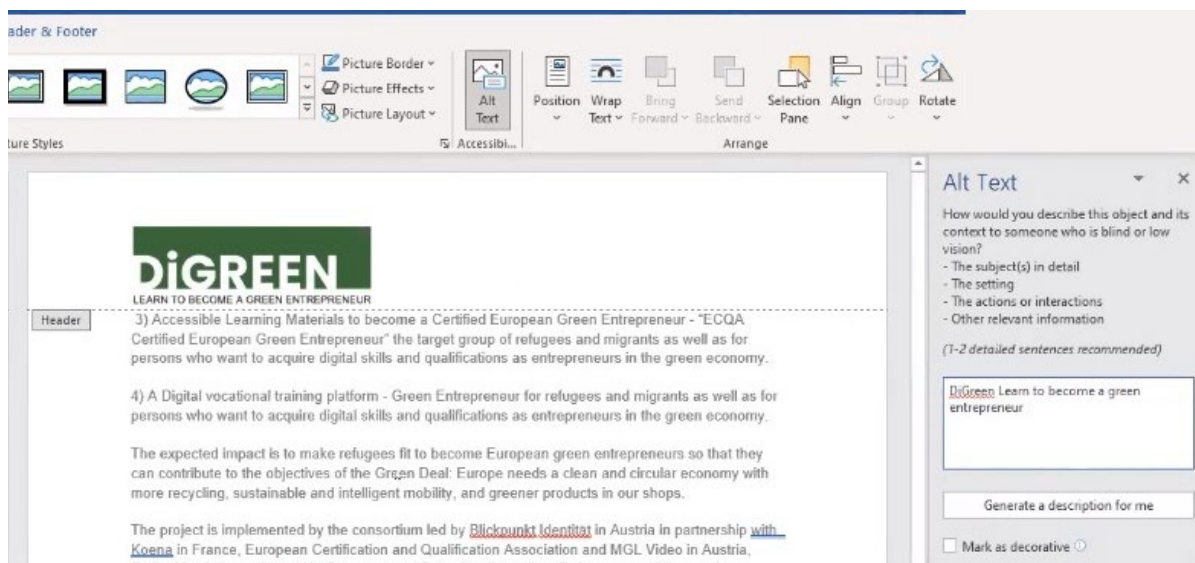 ader & Footer
Picture Border
Picture Effects
Picture Layout
Alt Text
Position
Wrap Text
Bring Forward
Send Backward
Selection Pane
Align
Group
Rotate
ture Styles
Accessibi...
Arrange
Alt Text
How would you describe this object and its
context to someone who is blind or low
vision?
- The subject(s) in detail
- The setting
- The actions or interactions
- Other relevant information
(1-2 detailed sentences recommended)
DiGreen Learn to become a green
entrepreneur
Generate a description for me
Mark as decorative
DiGREEN
LEARN TO BECOME A GREEN ENTREPRENEUR
Header
3) Accessible Learning Materials to become a Certified European Green Entrepreneur - "ECQA
Certified European Green Entrepreneur" the target group of refugees and migrants as well as for
persons who want to acquire digital skills and qualifications as entrepreneurs in the green economy.
4) A Digital vocational training platform - Green Entrepreneur for refugees and migrants as well as for
persons who want to acquire digital skills and qualifications as entrepreneurs in the green economy.
The expected impact is to make refugees fit to become European green entrepreneurs so that they
can contribute to the objectives of the Green Deal: Europe needs a clean and circular economy with
more recycling, sustainable and intelligent mobility, and greener products in our shops.
The project is implemented by the consortium led by Blickpunkt Identitat in Austria in partnership with
Koena in France, European Certification and Qualification Association and MGL Video in Austria,